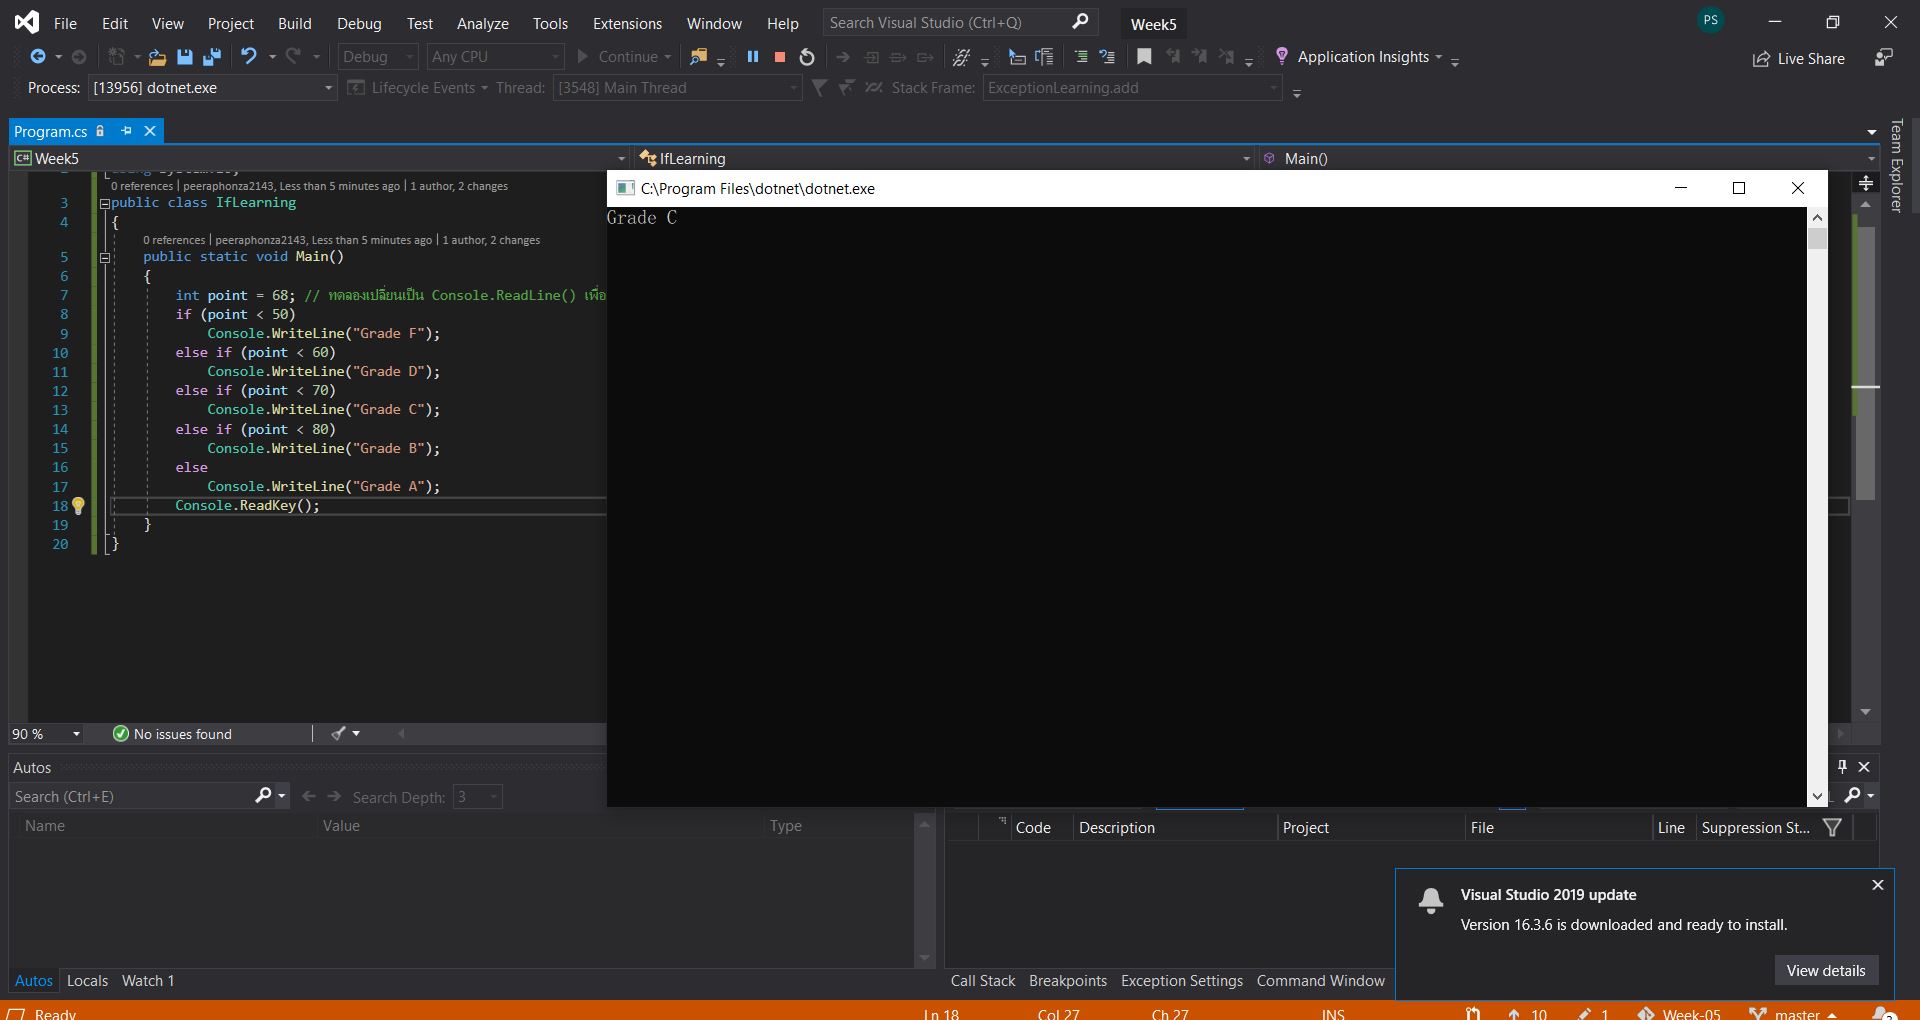 File Edit View Project Build Debug Test Analyze Tools Extensions Window Help Search Visual Studio (Ctrl+Q) Week5 PS
Debug Any CPU Continue Application Insights Live Share
Process: [13956] dotnet.exe Lifecycle Events Theread: [3548] Main Thread Stack Frame: ExceptionLearning.add
Program.cs
Team Explorer
C# Week5 IfLearning Main()
0 references | peeraphonza2143, Less than 5 minutes ago | 1 author, 2 changes
3 public class IfLearning
4 {
0 references | peeraphonza2143, Less than 5 minutes ago | 1 author, 2 changes
5 public static void Main()
6 {
7 int point = 68; // ทดลองเปลี่ยนเป็น Console.ReadLine() เพื่อ
8 if (point < 50)
9 Console.WriteLine("Grade F");
10 else if (point < 60)
11 Console.WriteLine("Grade D");
12 else if (point < 70)
13 Console.WriteLine("Grade C");
14 else if (point < 80)
15 Console.WriteLine("Grade B");
16 else
17 Console.WriteLine("Grade A");
18 Console.ReadKey();
19 }
20 }
C:\Program Files\dotnet\dotnet.exe
Grade C
90 % No issues found
Autos
Search (Ctrl+E) Search Depth: 3
Name Value Type
Autos Locals Watch 1
Code Description Project File Line Suppression St...
Visual Studio 2019 update
Version 16.3.6 is downloaded and ready to install.
View details
Call Stack Breakpoints Exception Settings Command Window
Ready Ln 18 Col 27 Ch 27 INS 10 1 Week-05 master 2